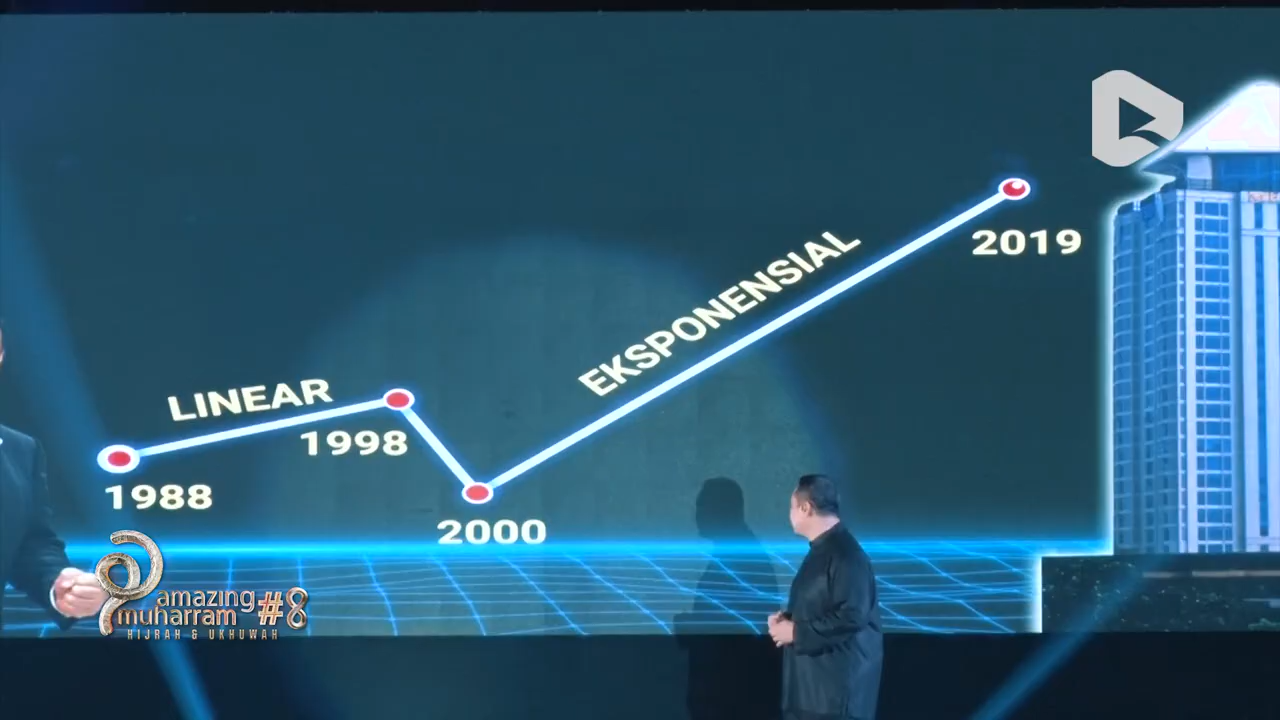 EKSPONENSIAL
2019
LINEAR
1998
1988
2000
amazing
muharram #8
HIJRAH & UKHUWAH